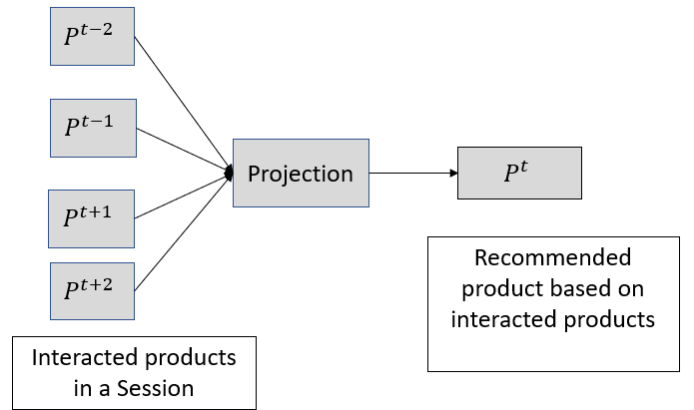 P^{t-2}
P^{t-1}
Projection
P^t
P^{t+1}
P^{t+2}
Interacted products
in a Session
Recommended
product based on
interacted products